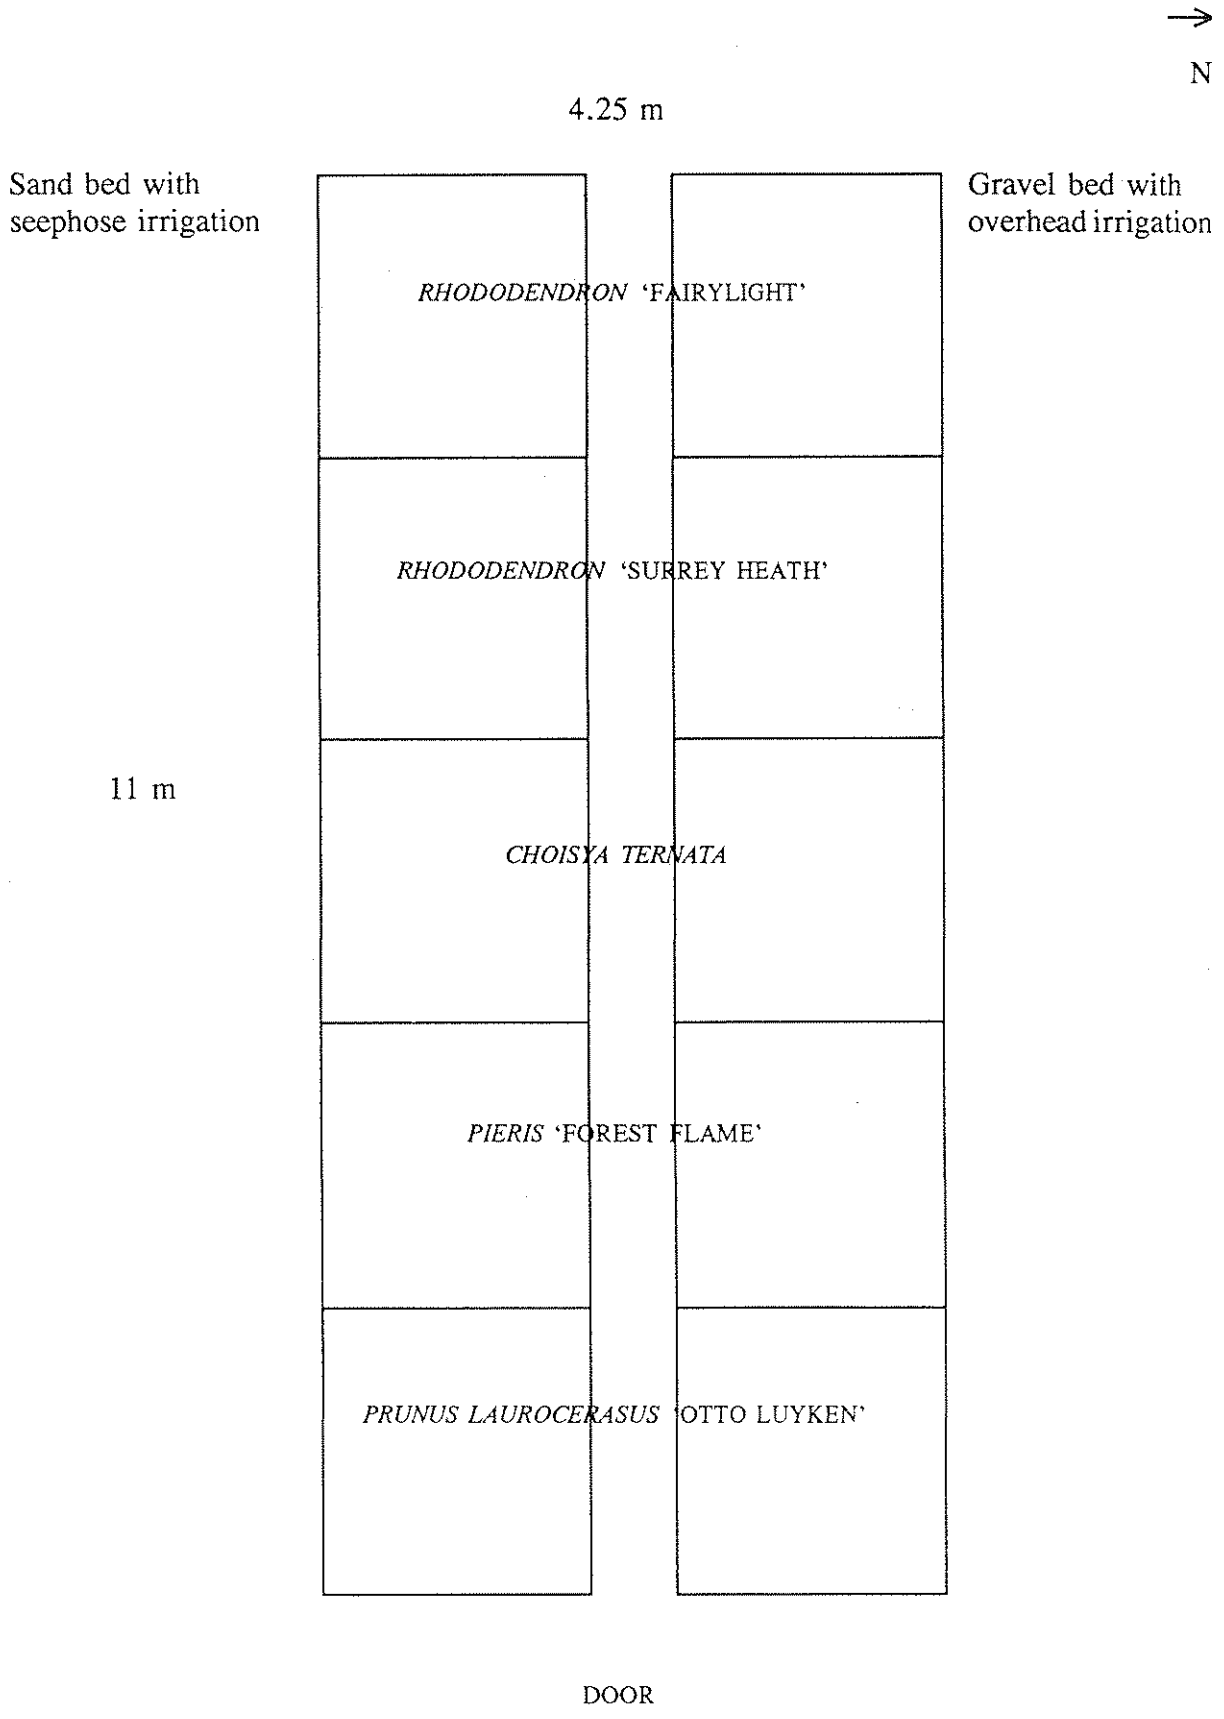 →
N
4.25 m
Sand bed with
seephose irrigation
Gravel bed with
overhead irrigation
RHODODENDRON ‘FAIRYLIGHT’
RHODODENDRON ‘SURREY HEATH’
11 m
CHOISYA TERNATA
PIERIS ‘FOREST FLAME’
PRUNUS LAUROCERASUS ‘OTTO LUYKEN’
DOOR